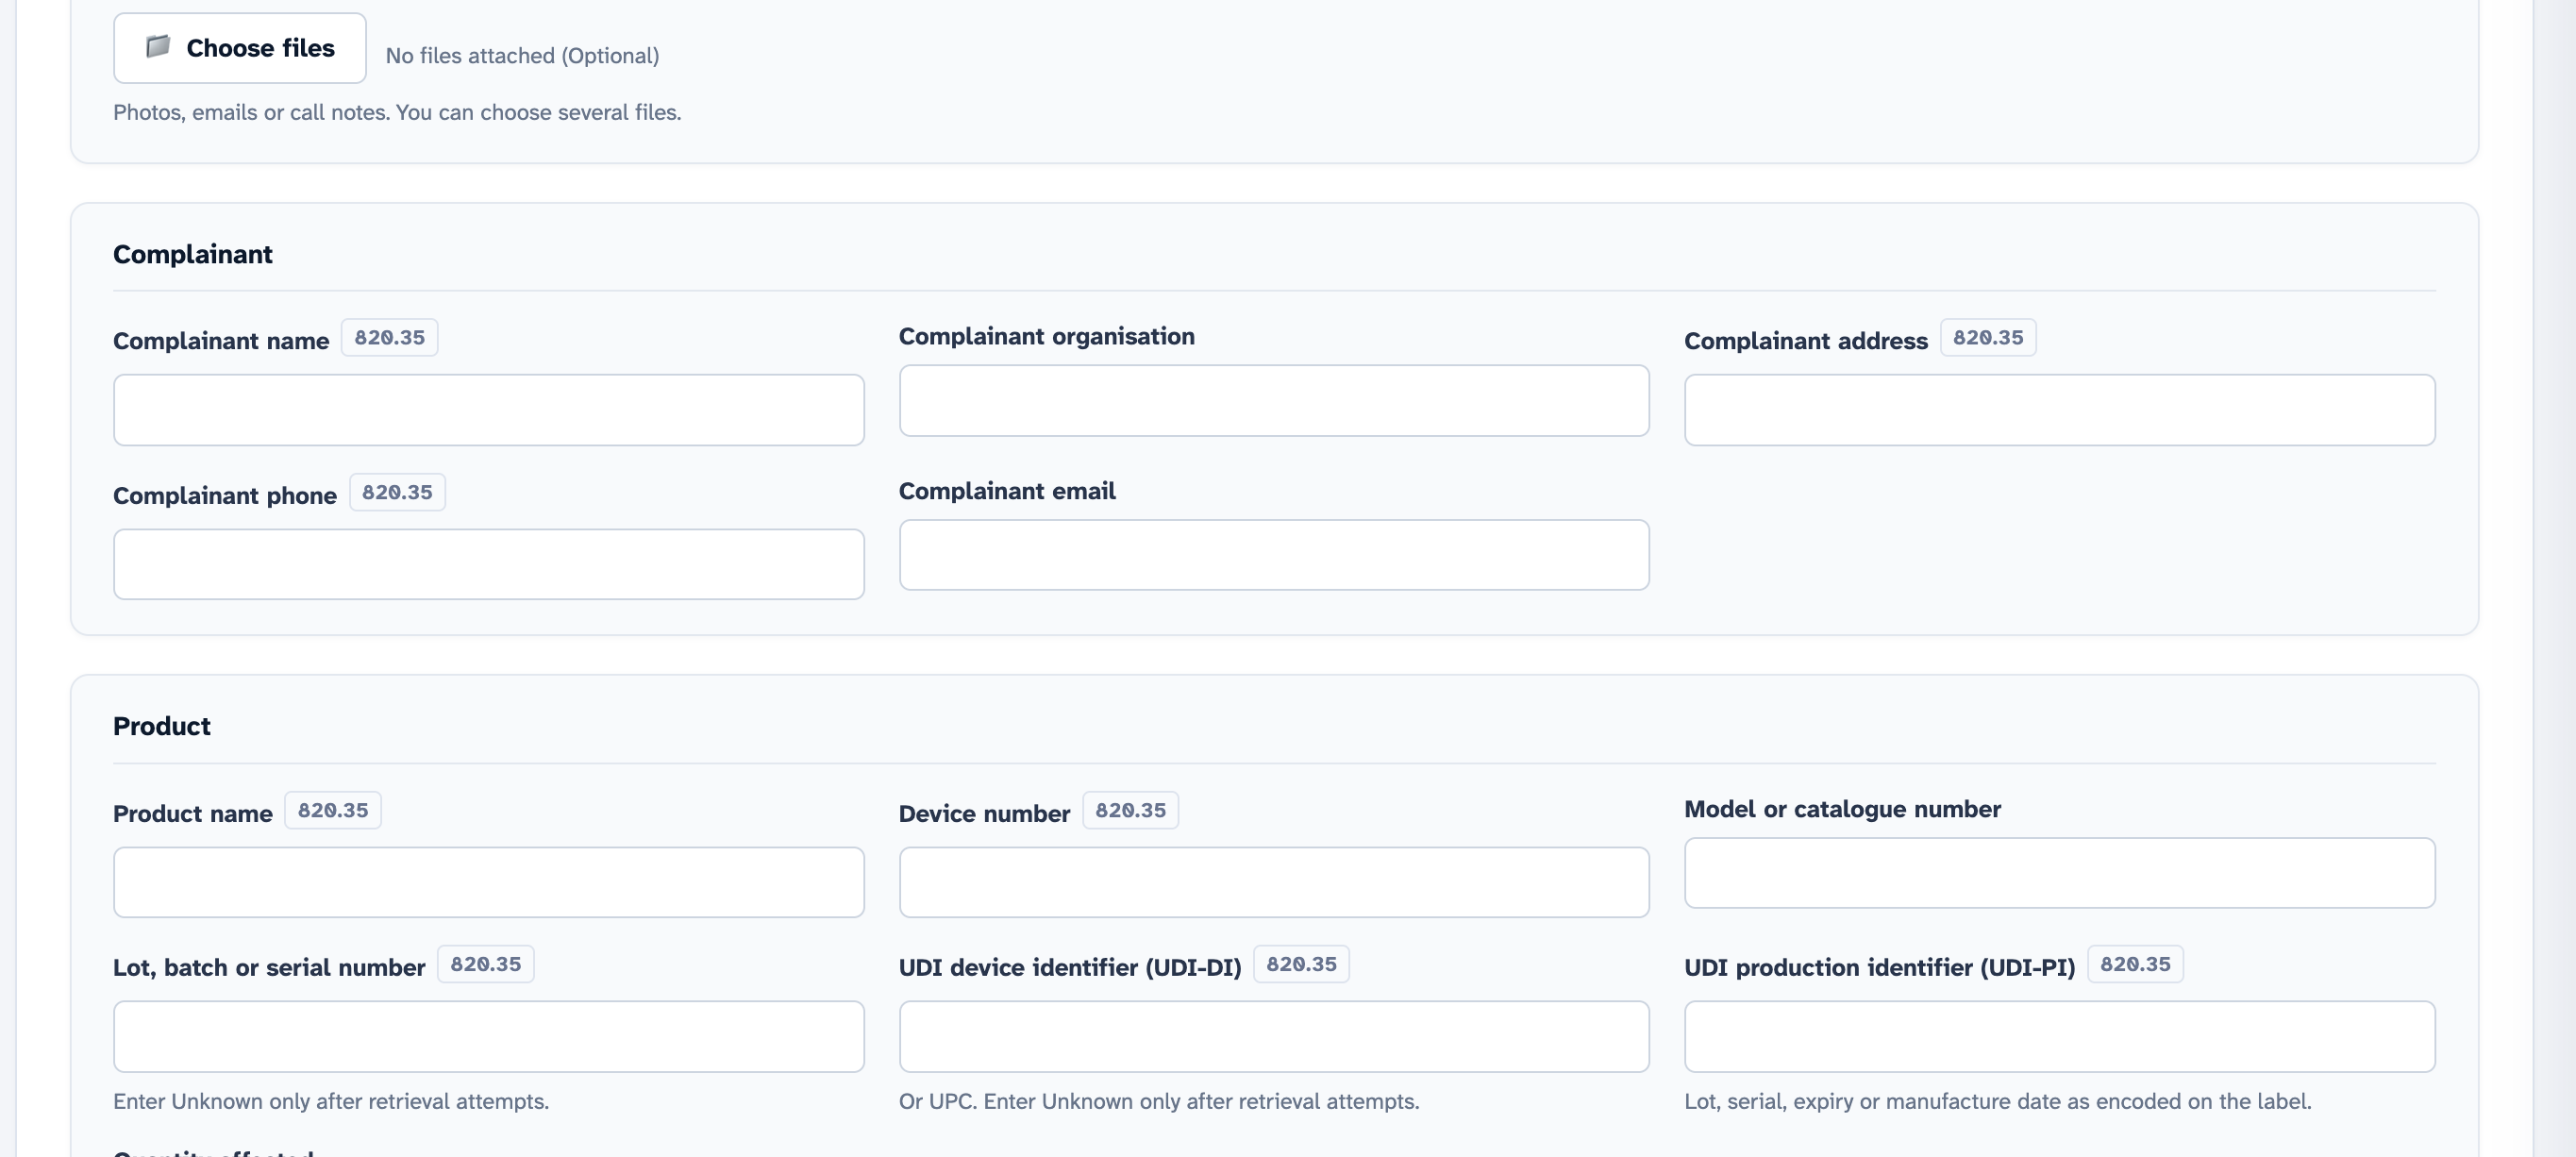 Choose files
No files attached (Optional)
Photos, emails or call notes. You can choose several files.
Complainant
Complainant name 820.35
Complainant organisation
Complainant address 820.35
Complainant phone 820.35
Complainant email
Product
Product name 820.35
Device number 820.35
Model or catalogue number
Lot, batch or serial number 820.35
UDI device identifier (UDI-DI) 820.35
UDI production identifier (UDI-PI) 820.35
Enter Unknown only after retrieval attempts.
Or UPC. Enter Unknown only after retrieval attempts.
Lot, serial, expiry or manufacture date as encoded on the label.
Quantity affected